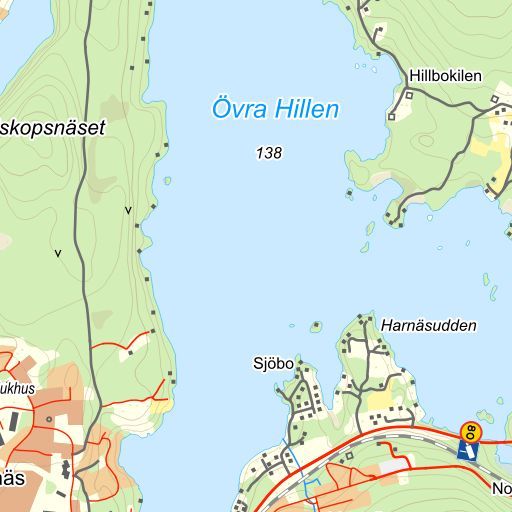 Hillbokilen
Övra Hillen
skopsnäset
138
Harnäsudden
Sjöbo
ukhus
80
näs
No